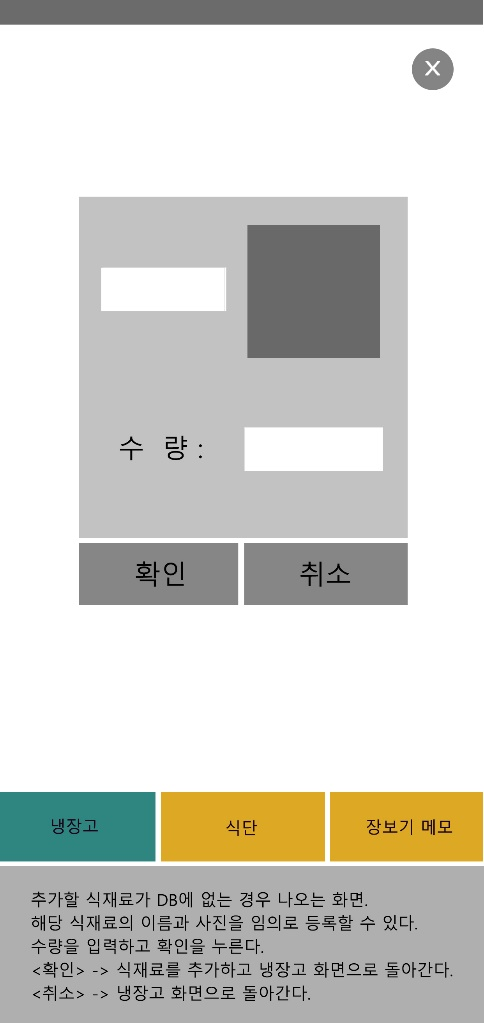 X
수 량 :
확인
취소
냉장고
식단
장보기 메모
추가할 식재료가 DB에 없는 경우 나오는 화면.
해당 식재료의 이름과 사진을 임의로 등록할 수 있다.
수량을 입력하고 확인을 누른다.
<확인> -> 식재료를 추가하고 냉장고 화면으로 돌아간다.
<취소> -> 냉장고 화면으로 돌아간다.